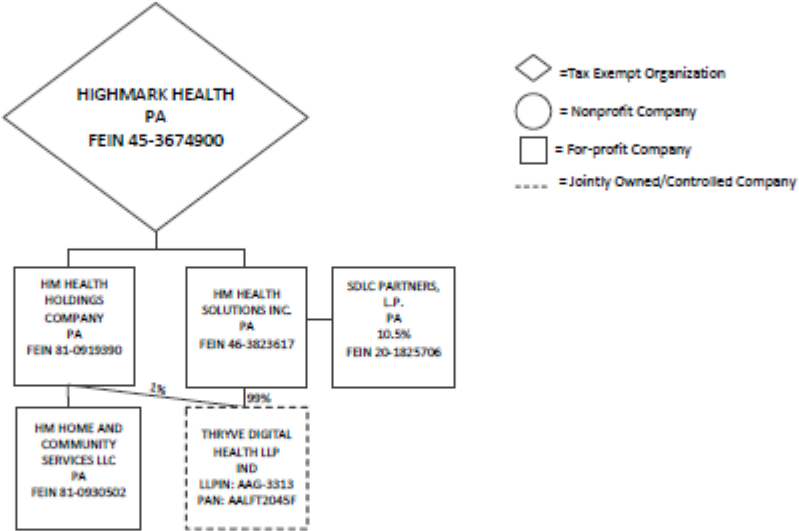 HIGHMARK HEALTH
PA
FEIN 45-3674900
=Tax Exempt Organization
= Nonprofit Company
= For-profit Company
=Jointly Owned/Controlled Company
HM HEALTH
HOLDINGS
COMPANY
PA
FEIN 81-0919390
HM HEALTH
SOLUTIONS INC.
PA
FEIN 46-3823617
SDLC PARTNERS,
L.P.
PA
10.5%
FEIN 20-1825706
1%
99%
HM HOME AND
COMMUNITY
SERVICES LLC
PA
FEIN 81-0930502
THRYVE DIGITAL
HEALTH LLP
IND
LLPIN: AAG-3313
PAN: AALFT2045F